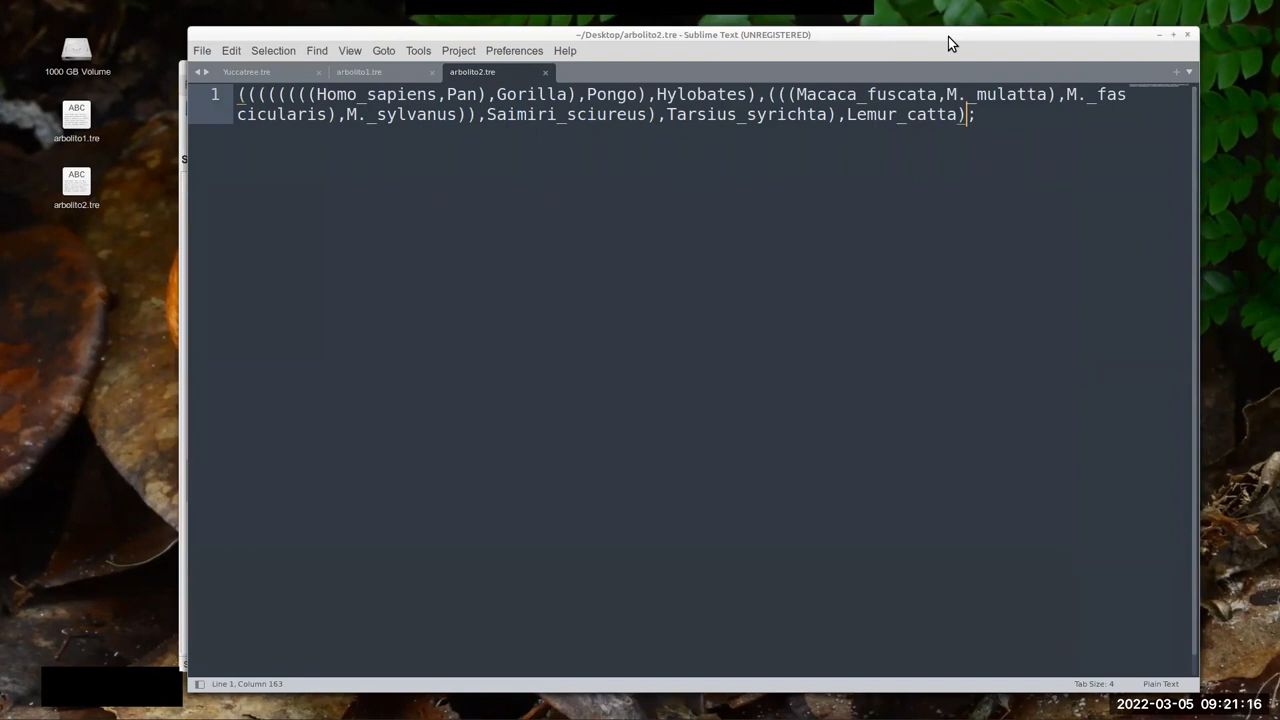 ~/Desktop/arbolito2.tre - Sublime Text (UNREGISTERED)
File Edit Selection Find View Goto Tools Project Preferences Help
Yuccatree.tre arbolito1.tre arbolito2.tre
1 ((((((((Homo_sapiens,Pan),Gorilla),Pongo),Hylobates),(((Macaca_fuscata,M._mulatta),M._fas
cicularis),M._sylvanus)),Saimiri_sciureus),Tarsius_syrichta),Lemur_catta);
1000 GB Volume
ABC
arbolito1.tre
ABC
arbolito2.tre
Line 1, Column 163
Tab Size: 4
Plain Text
2022-03-05 09:21:16